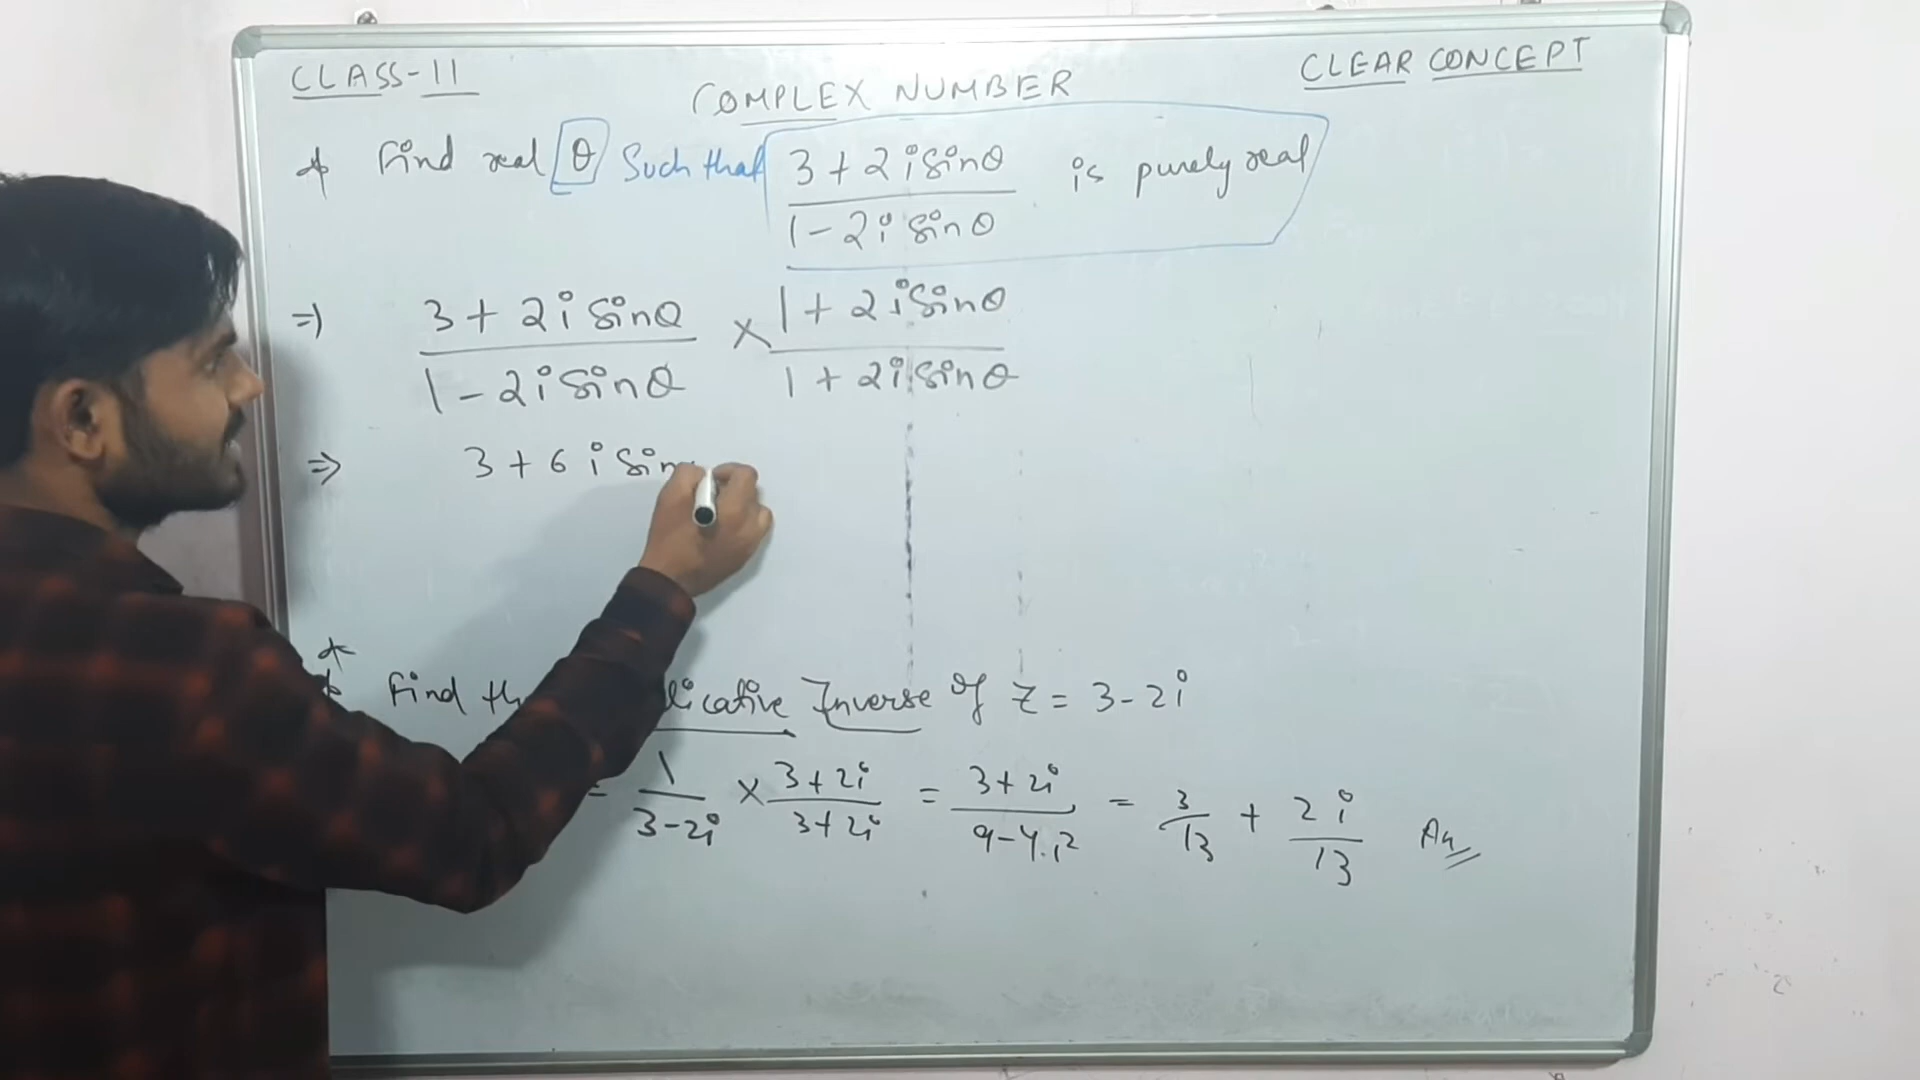 CLASS-11
COMPLEX NUMBER
CLEAR CONCEPT
* Find real θ Such that (3 + 2i sinθ)/(1 - 2i sinθ) is purely real
⇒ (3 + 2i sinθ)/(1 - 2i sinθ) × (1 + 2i sinθ)/(1 + 2i sinθ)
⇒ 3 + 6 i sin
* Find Inverse of z = 3 - 2i
= 1/(3-2i) × (3+2i)/(3+2i) = (3+2i)/(9-4.i²) = 3/13 + 2i/13 An